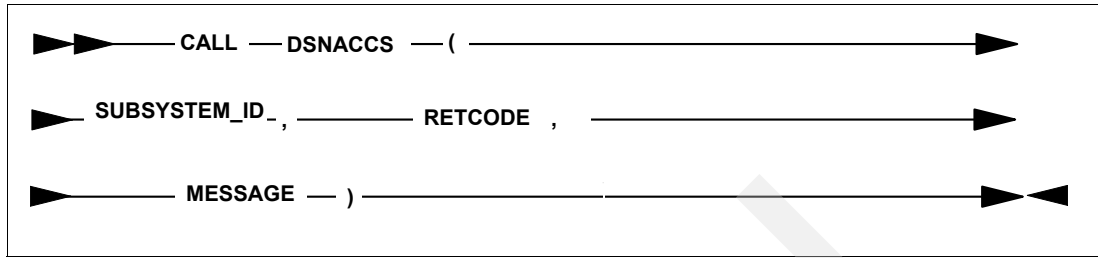 CALL DSNACCS (
SUBSYSTEM_ID , RETCODE ,
MESSAGE )